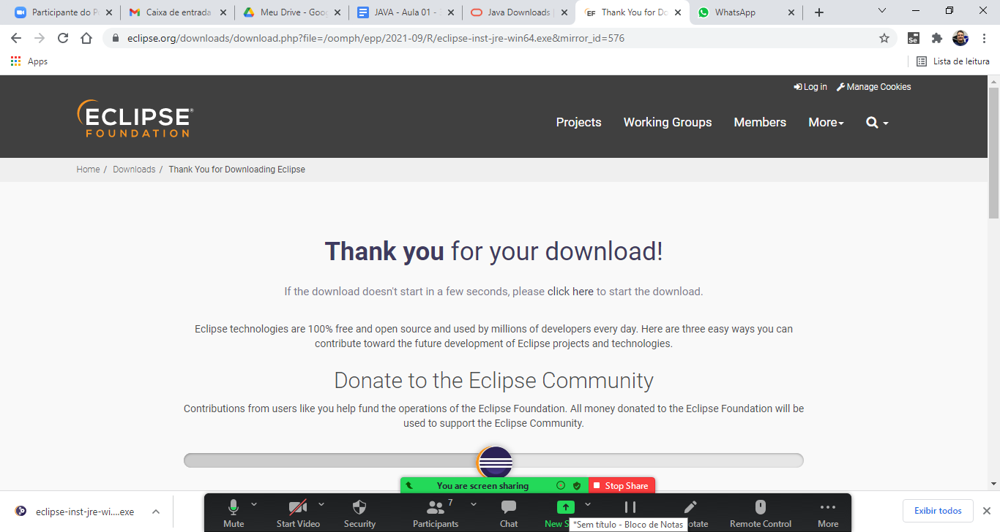 Participante do P
Caixa de entrada
Meu Drive - Goog
JAVA - Aula 01 - 
Java Downloads |
Thank You for Do
WhatsApp
eclipse.org/downloads/download.php?file=/oomph/epp/2021-09/R/eclipse-inst-jre-win64.exe&mirror_id=576
Se
Apps
Lista de leitura
Log in
Manage Cookies
ECLIPSE®
FOUNDATION
Projects
Working Groups
Members
More
Home / Downloads / Thank You for Downloading Eclipse
Thank you for your download!
If the download doesn't start in a few seconds, please click here to start the download.
Eclipse technologies are 100% free and open source and used by millions of developers every day. Here are three easy ways you can
contribute toward the future development of Eclipse projects and technologies.
Donate to the Eclipse Community
Contributions from users like you help fund the operations of the Eclipse Foundation. All money donated to the Eclipse Foundation will be
used to support the Eclipse Community.
You are screen sharing
Stop Share
eclipse-inst-jre-wi....exe
7
Mute
Start Video
Security
Participants
Chat
New S
*Sem título - Bloco de Notas
otate
Remote Control
More
Exibir todos